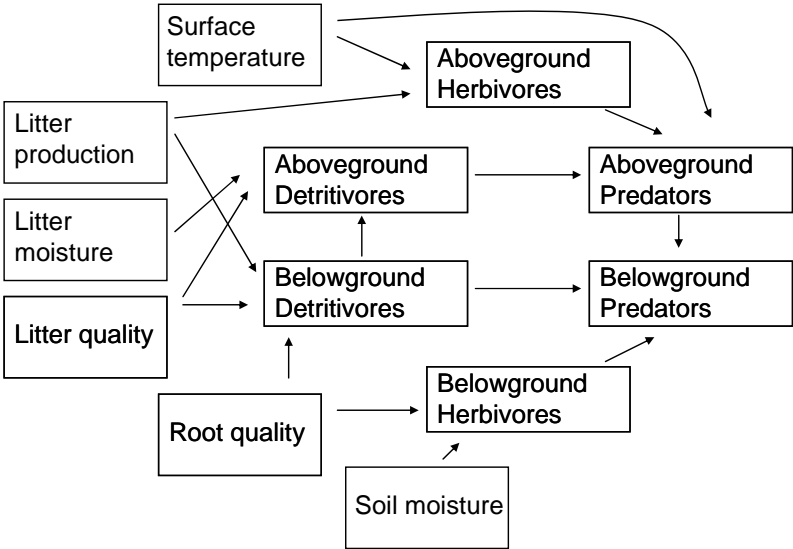 Surface
temperature
Aboveground
Herbivores
Litter
production
Aboveground
Detritivores
Aboveground
Predators
Litter
moisture
Belowground
Detritivores
Belowground
Predators
Litter quality
Belowground
Herbivores
Root quality
Soil moisture